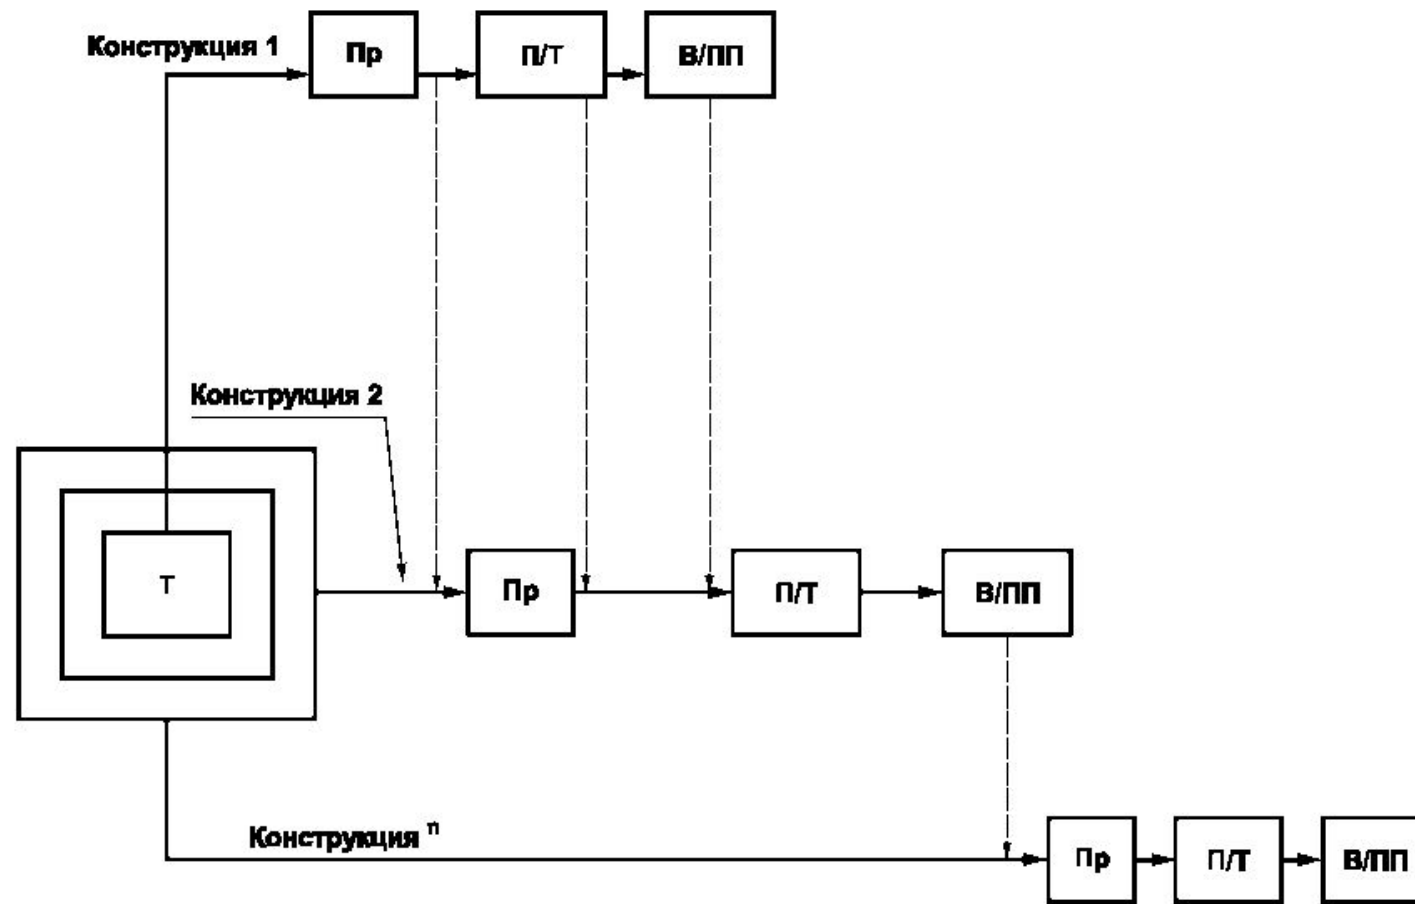 Конструкция 1
Пр
П/Т
В/ПП
Конструкция 2
Т
Пр
П/Т
В/ПП
Конструкция п
Пр
П/Т
В/ПП